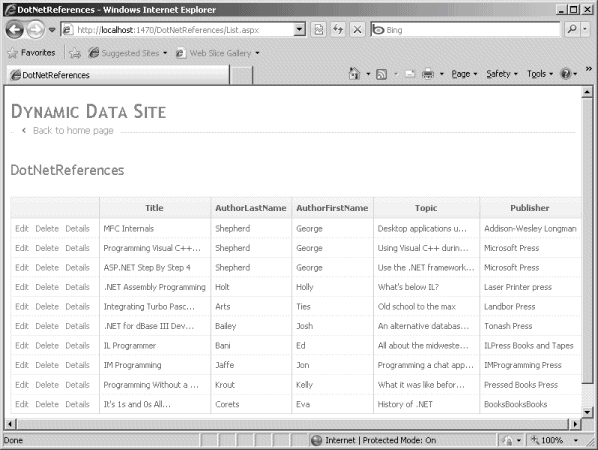 DotNetReferences - Windows Internet Explorer
http://localhost:1470/DotNetReferences/List.aspx
Bing
Favorites Suggested Sites Web Slice Gallery
DotNetReferences Page Safety Tools
Dynamic Data Site
Back to home page
DotNetReferences
Title AuthorLastName AuthorFirstName Topic Publisher
Edit Delete Details MFC Internals Shepherd George Desktop applications u... Addison-Wesley Longman
Edit Delete Details Programming Visual C++... Shepherd George Using Visual C++ durin... Microsoft Press
Edit Delete Details ASP.NET Step By Step 4 Shepherd George Use the .NET framework... Microsoft Press
Edit Delete Details .NET Assembly Programming Holt Holly What's below IL? Laser Printer press
Edit Delete Details Integrating Turbo Pasc... Arts Ties Old school to the max Landbor Press
Edit Delete Details .NET for dBase III Dev... Bailey Josh An alternative databas... Tonash Press
Edit Delete Details IL Programmer Bani Ed All about the midweste... ILPress Books and Tapes
Edit Delete Details IM Programming Jaffe Jon Programming a chat app... IMProgramming Press
Edit Delete Details Programming Without a ... Krout Kelly What it was like befor... Pressed Books Press
Edit Delete Details It's 1s and 0s All... Corets Eva History of .NET BooksBooksBooks
Done Internet | Protected Mode: On 100%